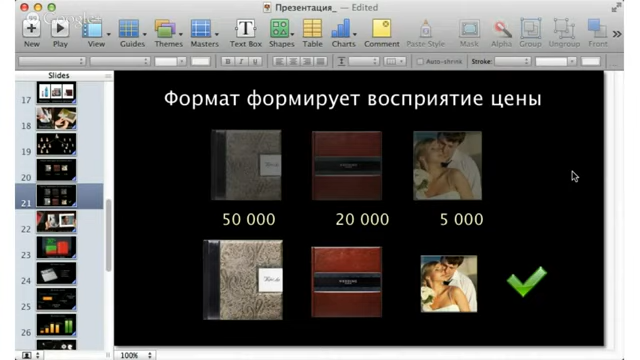 Презентация_ — Edited
New
Play
View
Guides
Themes
Masters
Text Box
Shapes
Table
Charts
Comment
Paste Style
Mask
Alpha
Group
Ungroup
Front
B I U
Auto-shrink
Stroke:
Slides
17
18
19
20
21
22
23
24
25
26
Формат формирует восприятие цены
50 000
20 000
5 000
100%